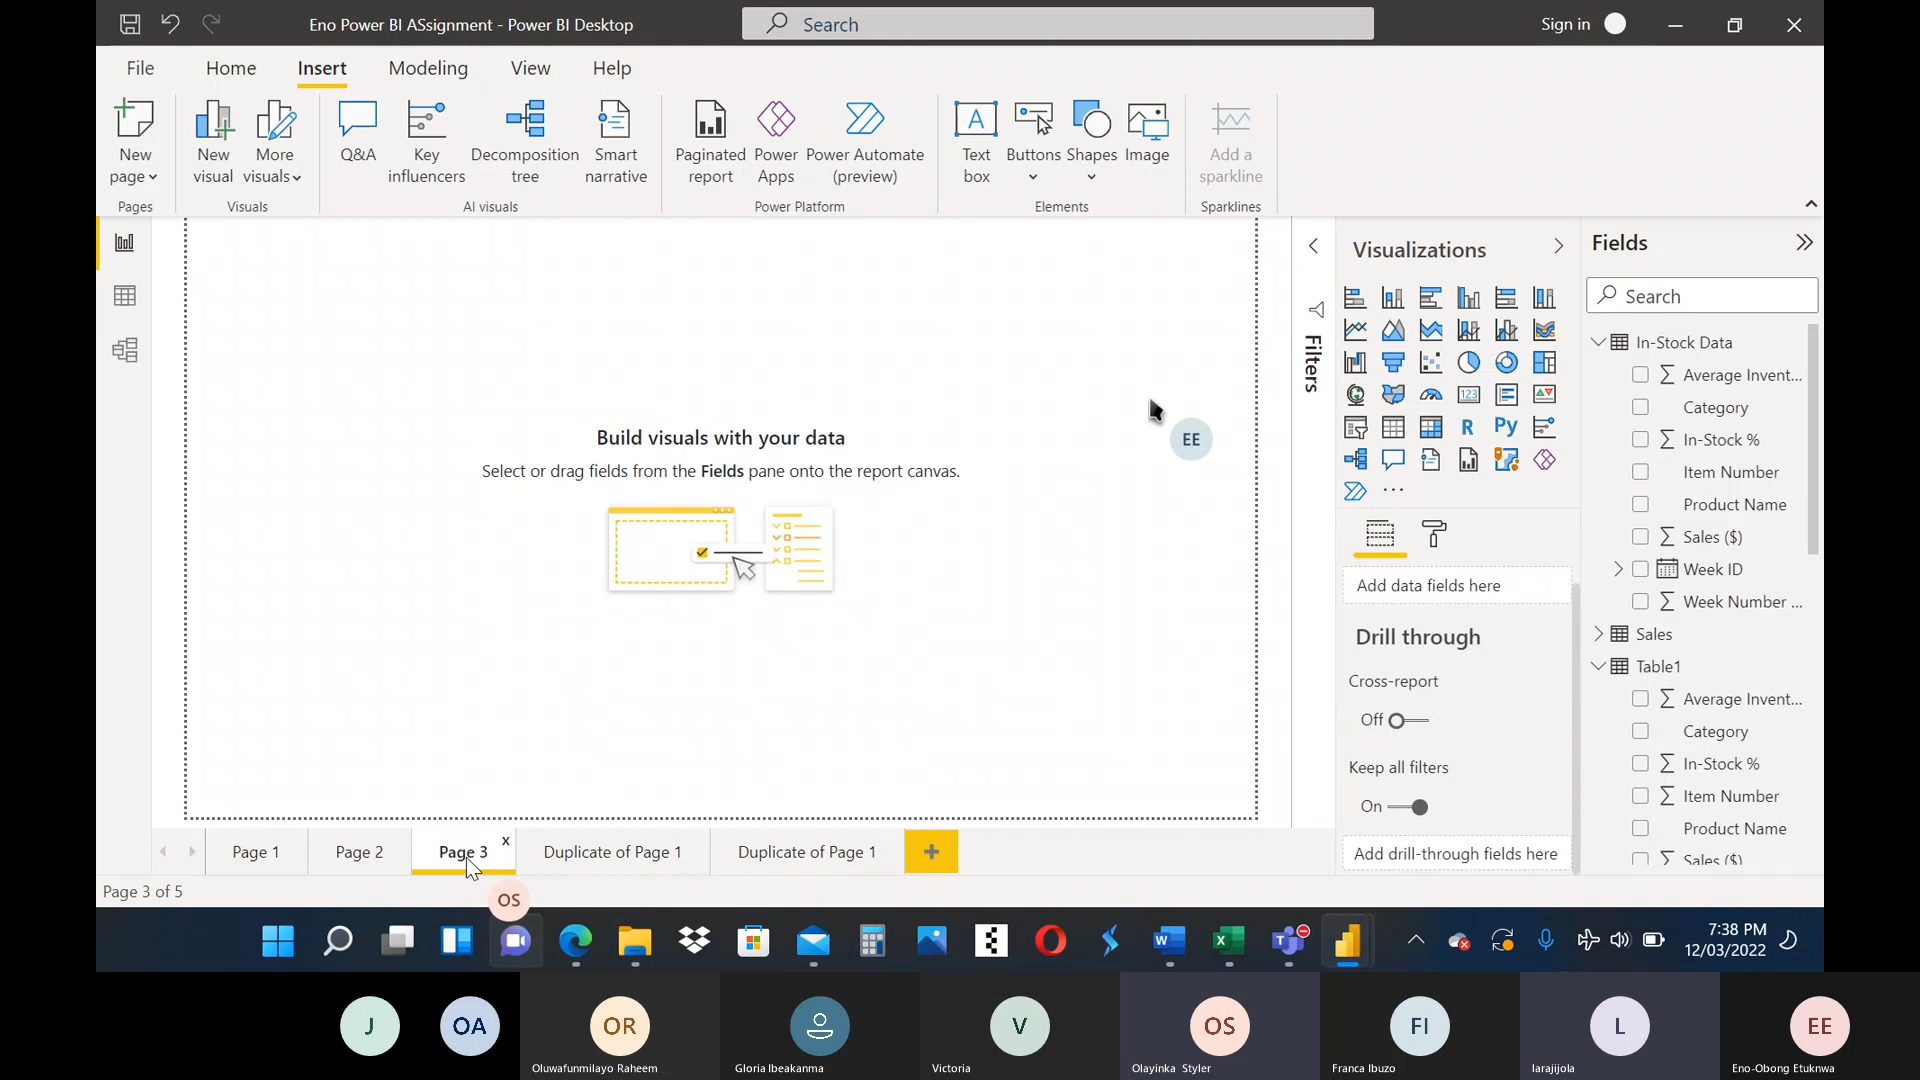 Eno Power BI ASsignment - Power BI Desktop
Search
Sign in
File
Home
Insert
Modeling
View
Help
New page
New visual
More visuals
Q&A
Key influencers
Decomposition tree
Smart narrative
Paginated report
Power Apps
Power Automate (preview)
A
Text box
Buttons
Shapes
Image
Add a sparkline
Pages
Visuals
AI visuals
Power Platform
Elements
Sparklines
Build visuals with your data
Select or drag fields from the Fields pane onto the report canvas.
EE
Filters
Visualizations
123
R
Py
Add data fields here
Drill through
Cross-report
Off
Keep all filters
On
Add drill-through fields here
Fields
Search
In-Stock Data
Average Invent...
Category
In-Stock %
Item Number
Product Name
Sales ($)
Week ID
Week Number ...
Sales
Table1
Average Invent...
Category
In-Stock %
Item Number
Product Name
Sales ($)
Page 1
Page 2
Page 3
x
Duplicate of Page 1
Duplicate of Page 1
+
Page 3 of 5
OS
W
X
T
7:38 PM
12/03/2022
J
OA
OR
Oluwafunmilayo Raheem
Gloria Ibeakanma
V
Victoria
OS
Olayinka Styler
FI
Franca Ibuzo
L
larajijola
EE
Eno-Obong Etuknwa